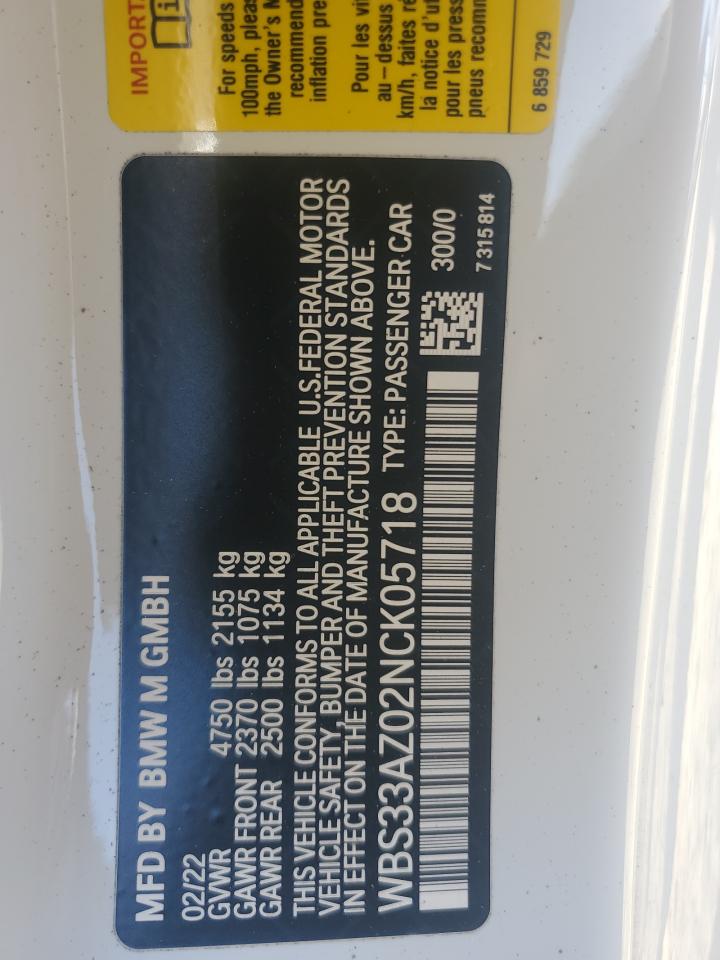 MFD BY BMW M GMBH
02/22
GVWR 4750 lbs 2155 kg
GAWR FRONT 2370 lbs 1075 kg
GAWR REAR 2500 lbs 1134 kg
THIS VEHICLE CONFORMS TO ALL APPLICABLE U.S.FEDERAL MOTOR
VEHICLE SAFETY, BUMPER AND THEFT PREVENTION STANDARDS
IN EFFECT ON THE DATE OF MANUFACTURE SHOWN ABOVE.
WBS33AZ02NCK05718 TYPE: PASSENGER CAR
300/0
7 315 814
For speeds
100mph, pleas
the Owner's
recommend
inflation pre
Pour les vit
au-dessus
km/h, faites
la notice d'ut
pour les press
pneus recomm
6 859 729